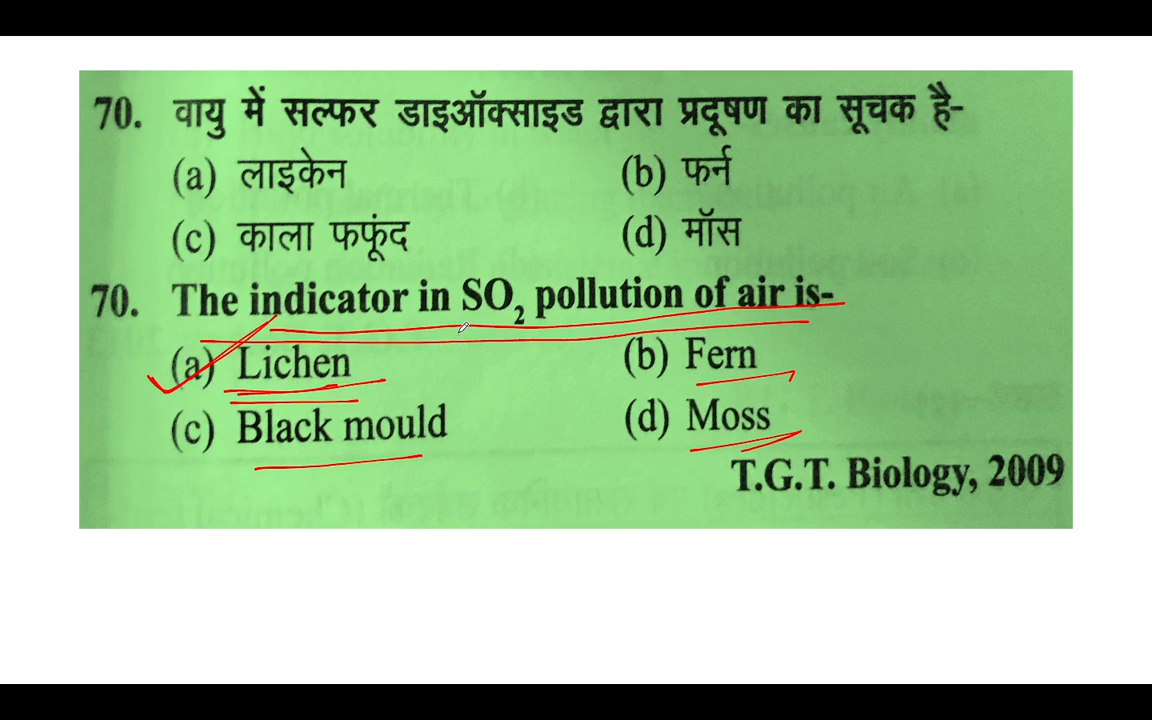 70. वायु में सल्फर डाइऑक्साइड द्वारा प्रदूषण का सूचक है-
(a) लाइकेन (b) फर्न
(c) काला फफूंद (d) मॉस
70. The indicator in SO₂ pollution of air is-
(a) Lichen (b) Fern
(c) Black mould (d) Moss
T.G.T. Biology, 2009